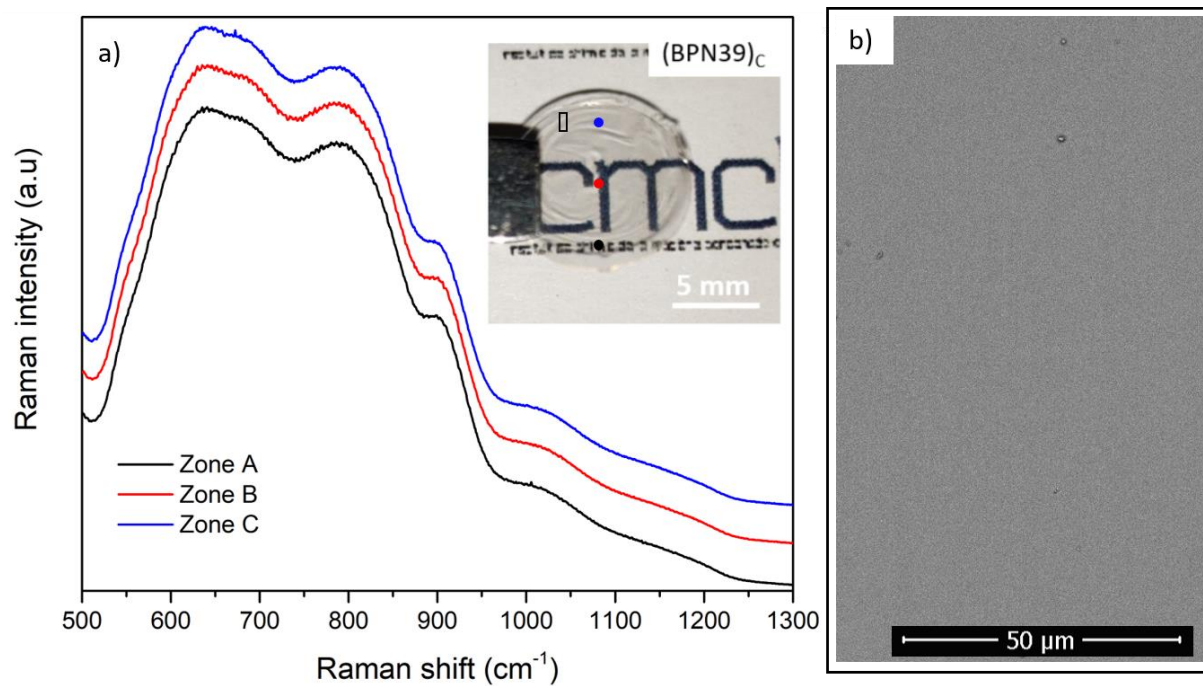 a)
(BPN39)C
cmc
5 mm
Raman intensity (a.u)
Zone A
Zone B
Zone C
500 600 700 800 900 1000 1100 1200 1300
Raman shift (cm-1)
b)
50 µm